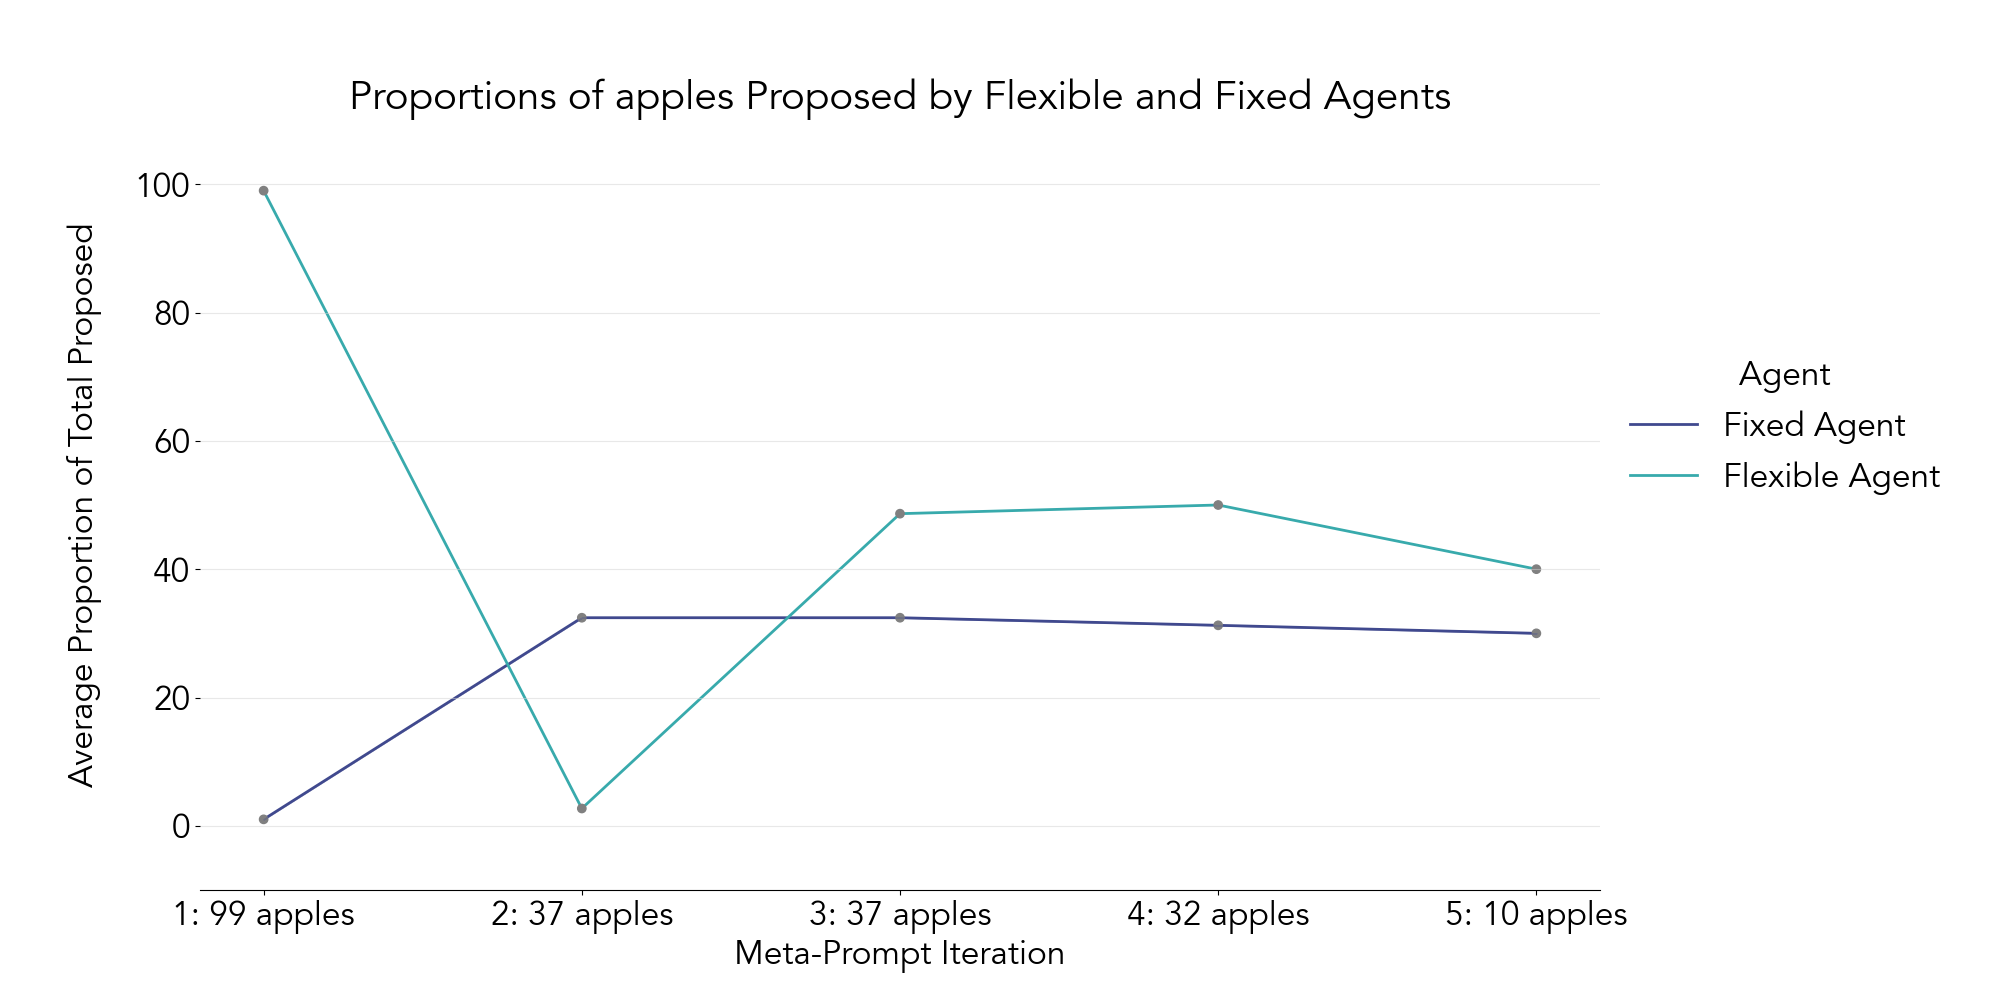 Proportions of apples Proposed by Flexible and Fixed Agents
Average Proportion of Total Proposed
100
80
60
40
20
0
1: 99 apples
2: 37 apples
3: 37 apples
4: 32 apples
5: 10 apples
Meta-Prompt Iteration
Agent
Fixed Agent
Flexible Agent